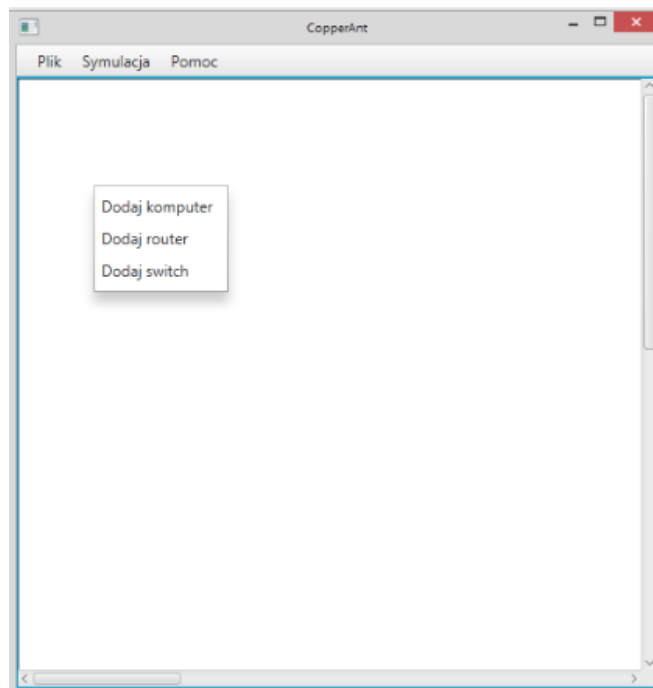 CopperAnt
Plik Symulacja Pomoc
Dodaj komputer
Dodaj router
Dodaj switch